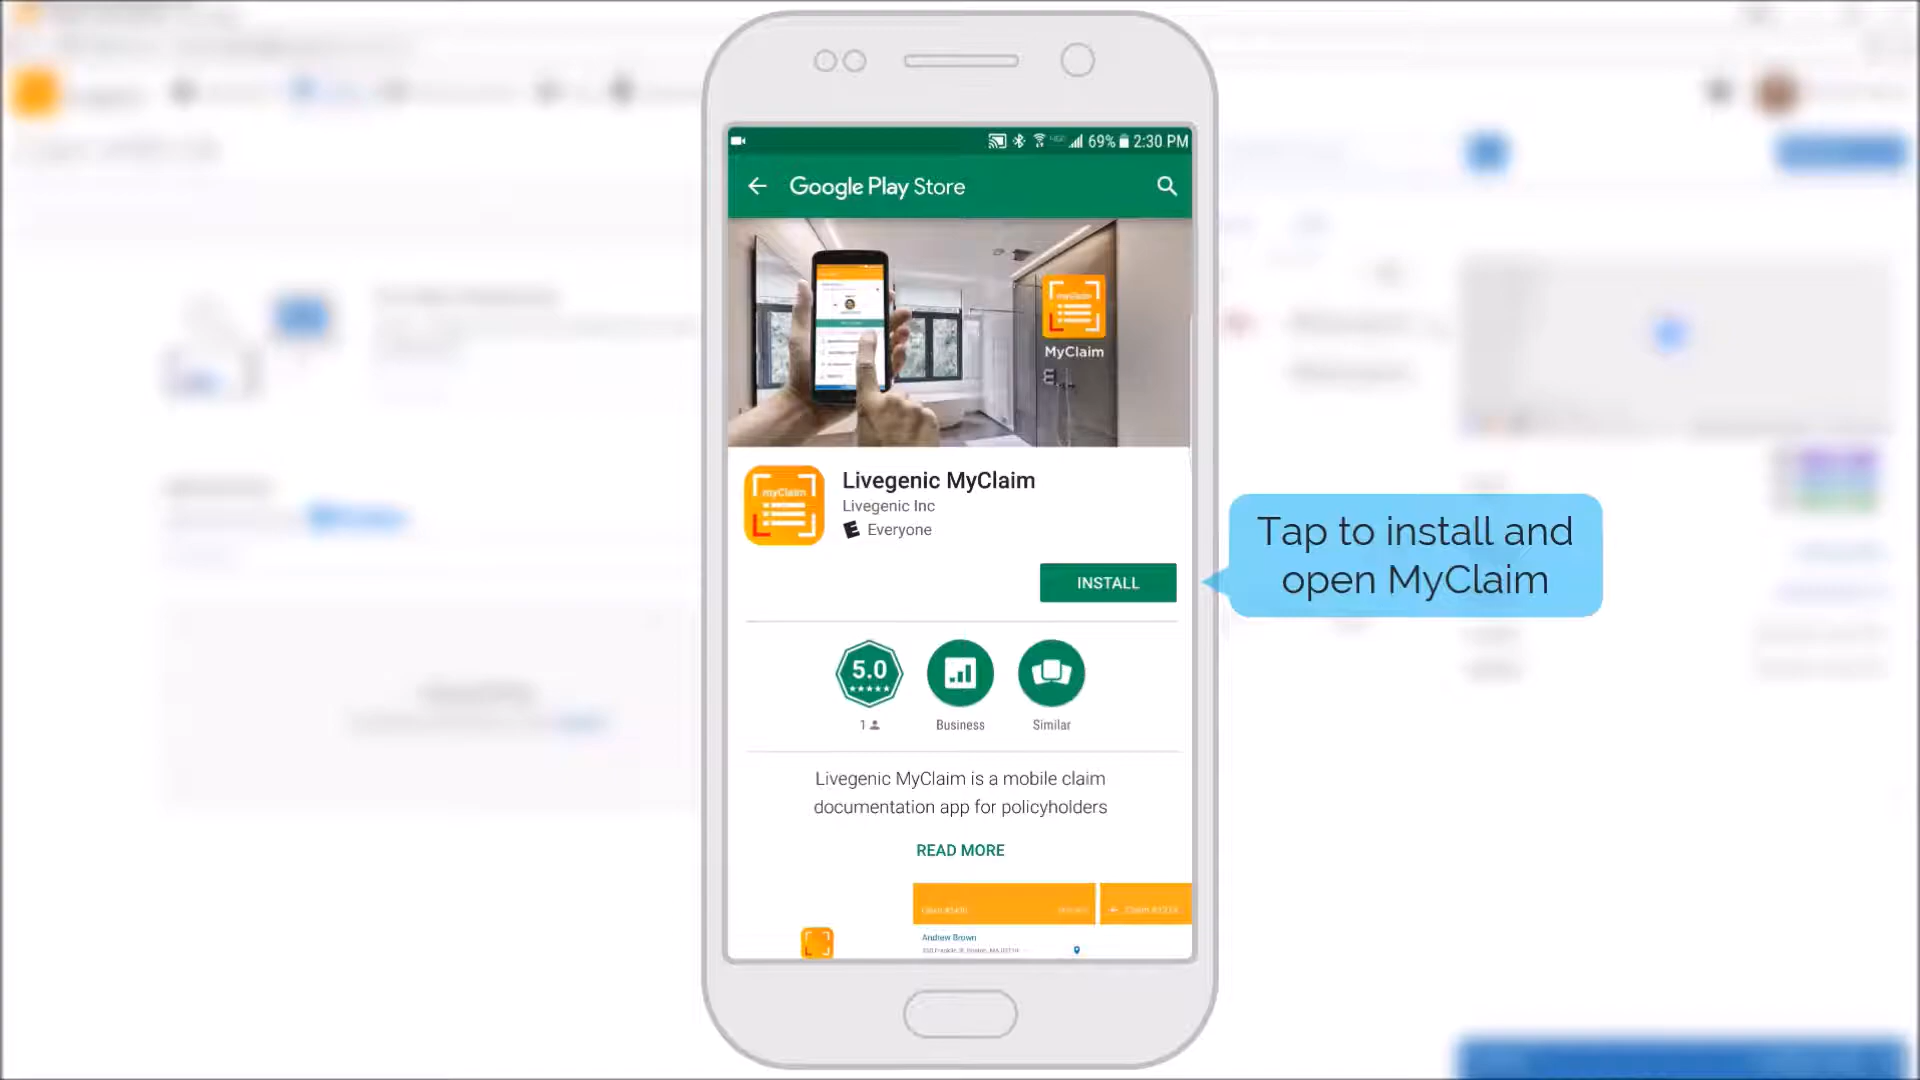 69% 2:30 PM
Google Play Store
myClaim
MyClaim
myClaim
Livegenic MyClaim
Livegenic Inc
Everyone
INSTALL
Tap to install and
open MyClaim
5.0
1
Business
Similar
Livegenic MyClaim is a mobile claim
documentation app for policyholders
READ MORE
Andrew Brown